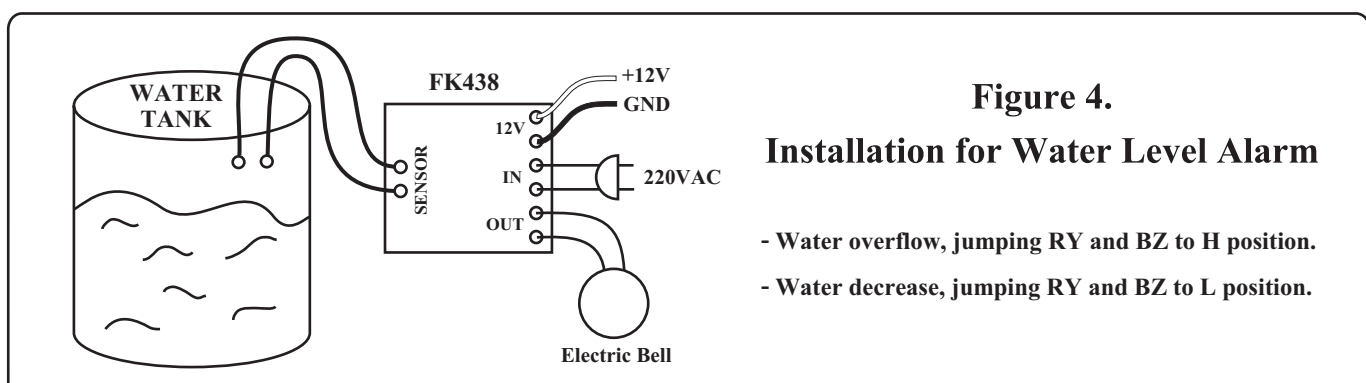 WATER
TANK
FK438
SENSOR
12V
IN
OUT
+12V
GND
220VAC
Electric Bell
Figure 4.
Installation for Water Level Alarm
- Water overflow, jumping RY and BZ to H position.
- Water decrease, jumping RY and BZ to L position.